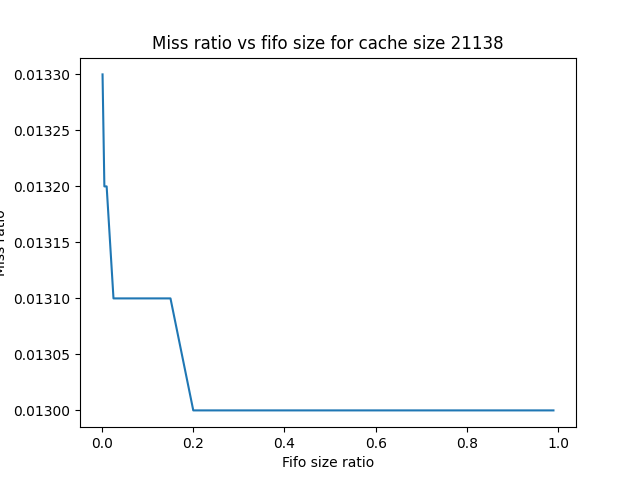 Miss ratio vs fifo size for cache size 21138
0.01330
0.01325
0.01320
0.01315
0.01310
0.01305
0.01300
Miss ratio
0.0 0.2 0.4 0.6 0.8 1.0
Fifo size ratio